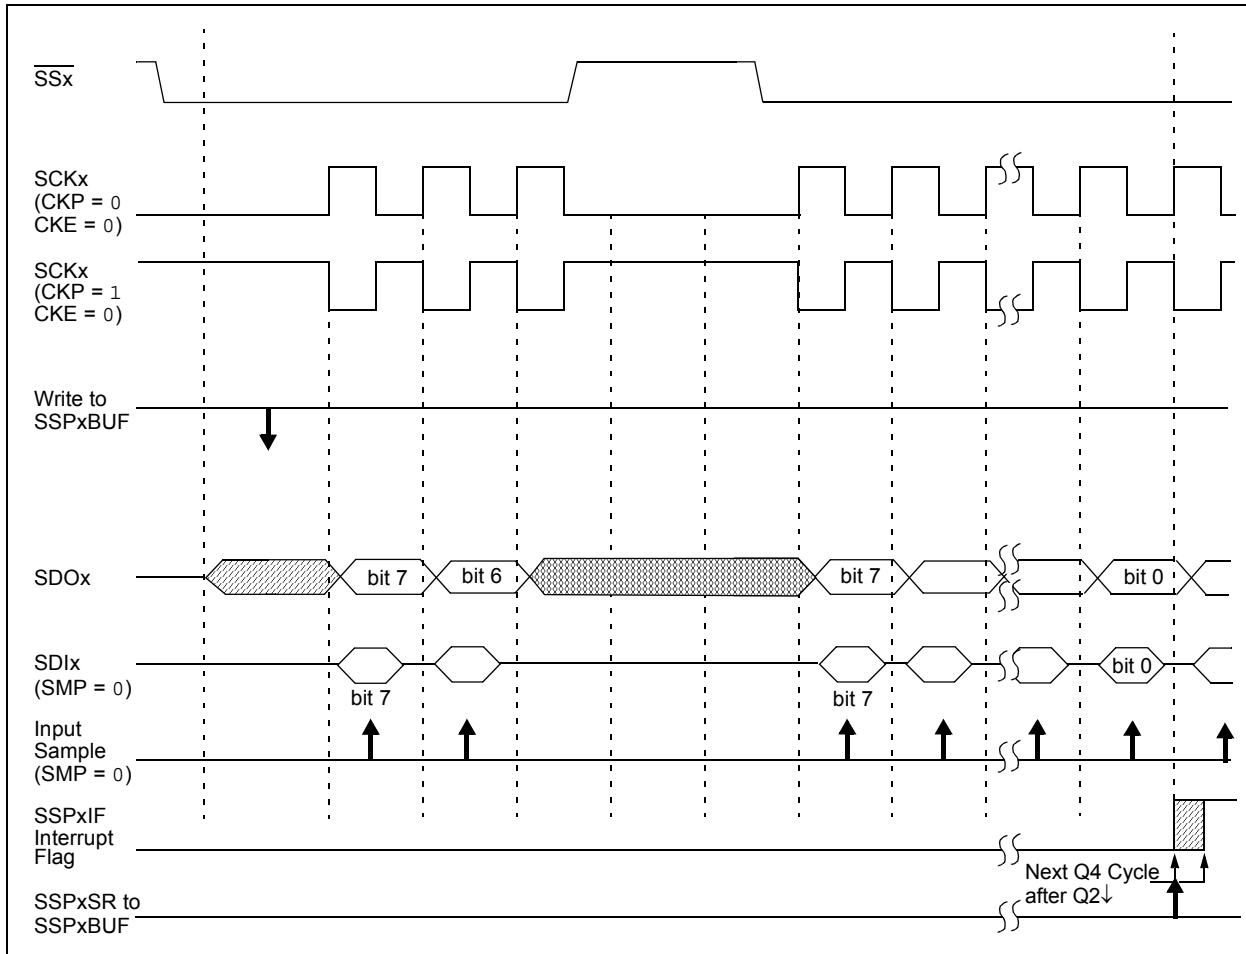 SSx
SCKx
(CKP = 0
CKE = 0)
SCKx
(CKP = 1
CKE = 0)
Write to
SSPxBUF
SDOx
bit 7
bit 6
bit 7
bit 0
SDIx
(SMP = 0)
bit 7
bit 7
bit 0
Input
Sample
(SMP = 0)
SSPxIF
Interrupt
Flag
Next Q4 Cycle
after Q2↓
SSPxSR to
SSPxBUF